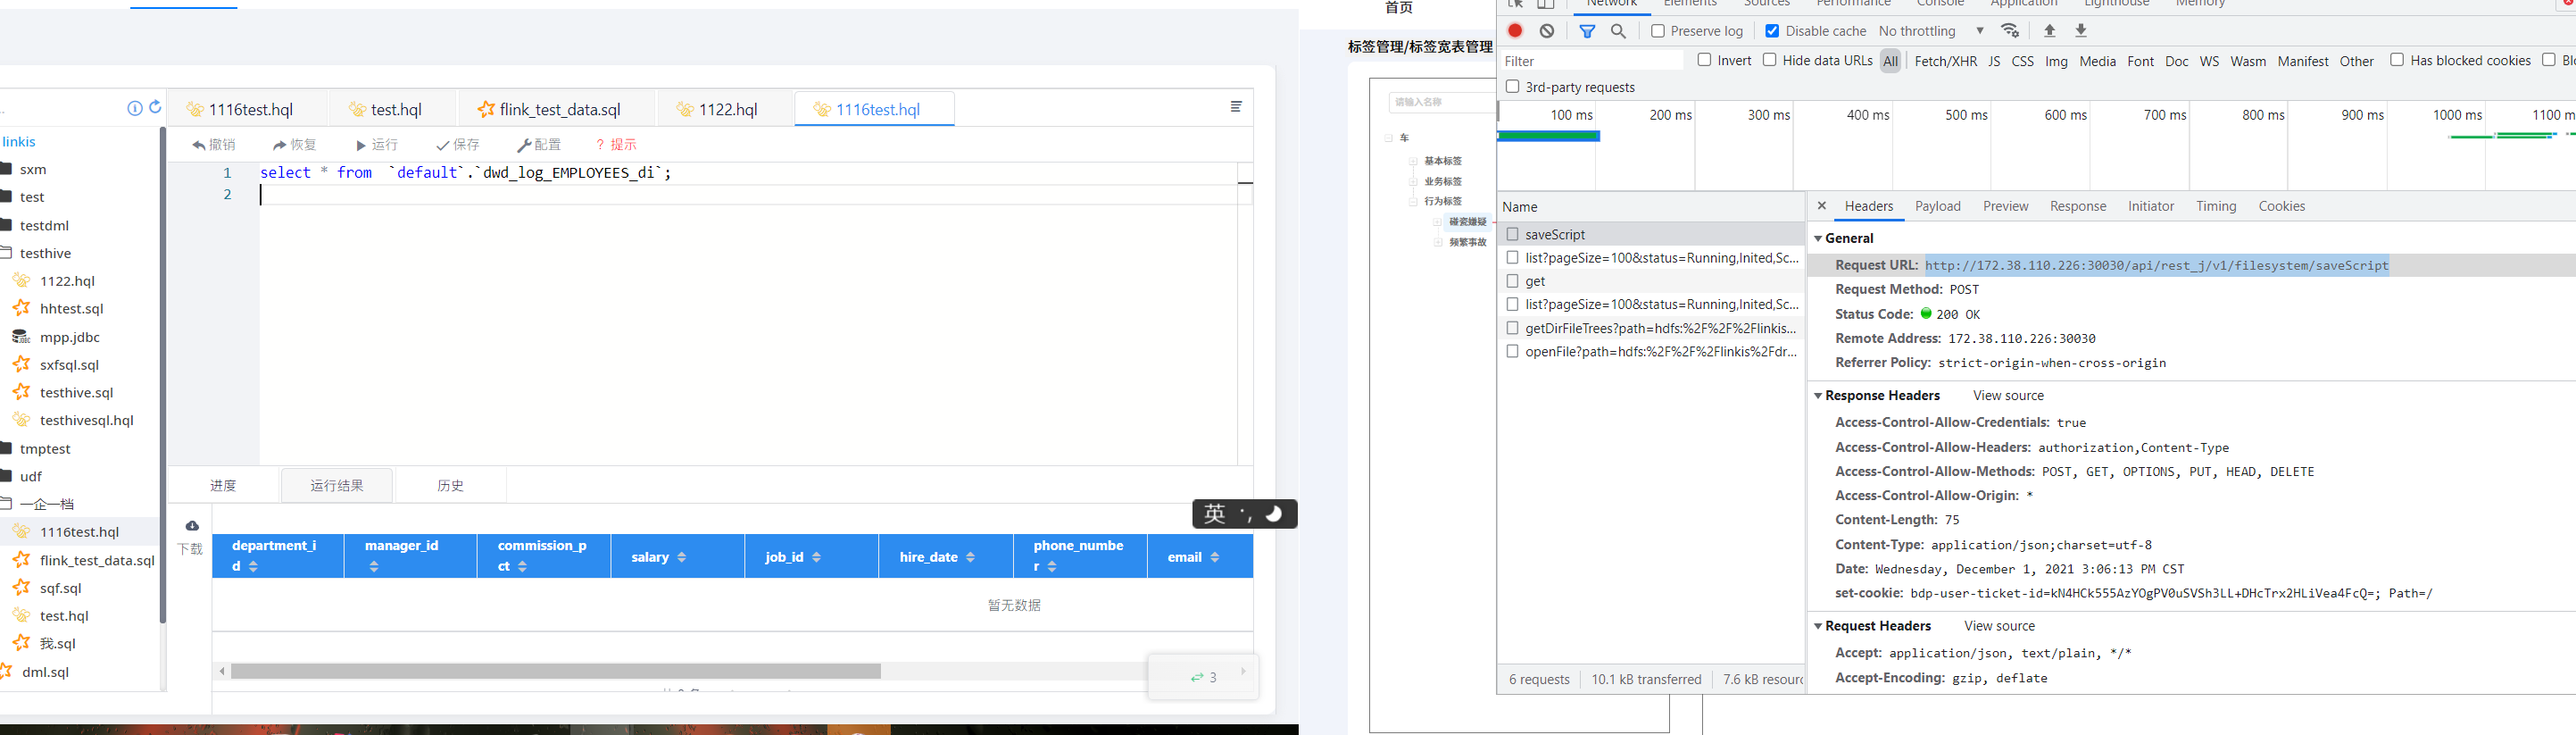 1116test.hql
test.hql
flink_test_data.sql
1122.hql
1116test.hql
撤销
恢复
运行
保存
配置
? 提示
linkis
sxm
test
testdml
testhive
1122.hql
hhtest.sql
mpp.jdbc
sxfsql.sql
testhive.sql
testhivesql.hql
tmptest
udf
一企一档
1116test.hql
flink_test_data.sql
sqf.sql
test.hql
我.sql
dml.sql
1 select * from  `default`.`dwd_log_EMPLOYEES_di`;
2
进度
运行结果
历史
英
下载
department_i
d
manager_id
commission_p
ct
salary
job_id
hire_date
phone_numbe
r
email
暂无数据
3
首页
标签管理/标签宽表管理
请输入名称
车
基本标签
业务标签
行为标签
碰瓷嫌疑
频繁事故
Network
Elements
Sources
Performance
Console
Application
Lighthouse
Memory
Preserve log
Disable cache
No throttling
Filter
Invert
Hide data URLs
All
Fetch/XHR
JS
CSS
Img
Media
Font
Doc
WS
Wasm
Manifest
Other
Has blocked cookies
3rd-party requests
100 ms
200 ms
300 ms
400 ms
500 ms
600 ms
700 ms
800 ms
900 ms
1000 ms
1100 m
Name
saveScript
list?pageSize=100&status=Running,Inited,Sc...
get
list?pageSize=100&status=Running,Inited,Sc...
getDirFileTrees?path=hdfs:%2F%2F%2Flinkis...
openFile?path=hdfs:%2F%2F%2Flinkis%2Fdr...
6 requests
10.1 kB transferred
7.6 kB resourc
Headers
Payload
Preview
Response
Initiator
Timing
Cookies
General
Request URL: http://172.38.110.226:30030/api/rest_j/v1/filesystem/saveScript
Request Method: POST
Status Code: 200 OK
Remote Address: 172.38.110.226:30030
Referrer Policy: strict-origin-when-cross-origin
Response Headers
View source
Access-Control-Allow-Credentials: true
Access-Control-Allow-Headers: authorization,Content-Type
Access-Control-Allow-Methods: POST, GET, OPTIONS, PUT, HEAD, DELETE
Access-Control-Allow-Origin: *
Content-Length: 75
Content-Type: application/json;charset=utf-8
Date: Wednesday, December 1, 2021 3:06:13 PM CST
set-cookie: bdp-user-ticket-id=kN4HCk555AzYOgPV0uSVSh3LL+DHcTrx2HLiVea4FcQ=; Path=/
Request Headers
View source
Accept: application/json, text/plain, */*
Accept-Encoding: gzip, deflate